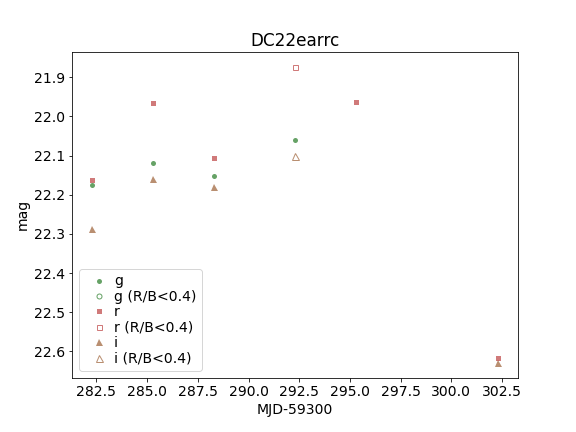 DC22earrc
21.9
22.0
22.1
22.2
22.3
22.4
22.5
22.6
mag
g
g (R/B<0.4)
r
r (R/B<0.4)
i
i (R/B<0.4)
282.5 285.0 287.5 290.0 292.5 295.0 297.5 300.0 302.5
MJD-59300